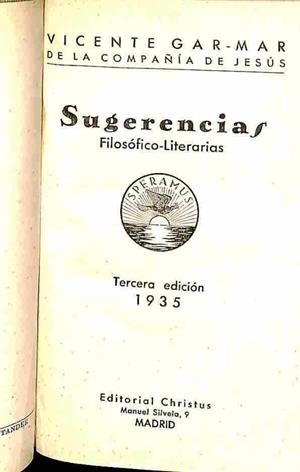 VICENTE GAR-MAR
DE LA COMPAÑÍA DE JESÚS
Sugerencias
Filosófico-Literarias
SPERAMUS
Tercera edición
1935
Editorial Christus
Manuel Silvela, 9
MADRID
TANDER